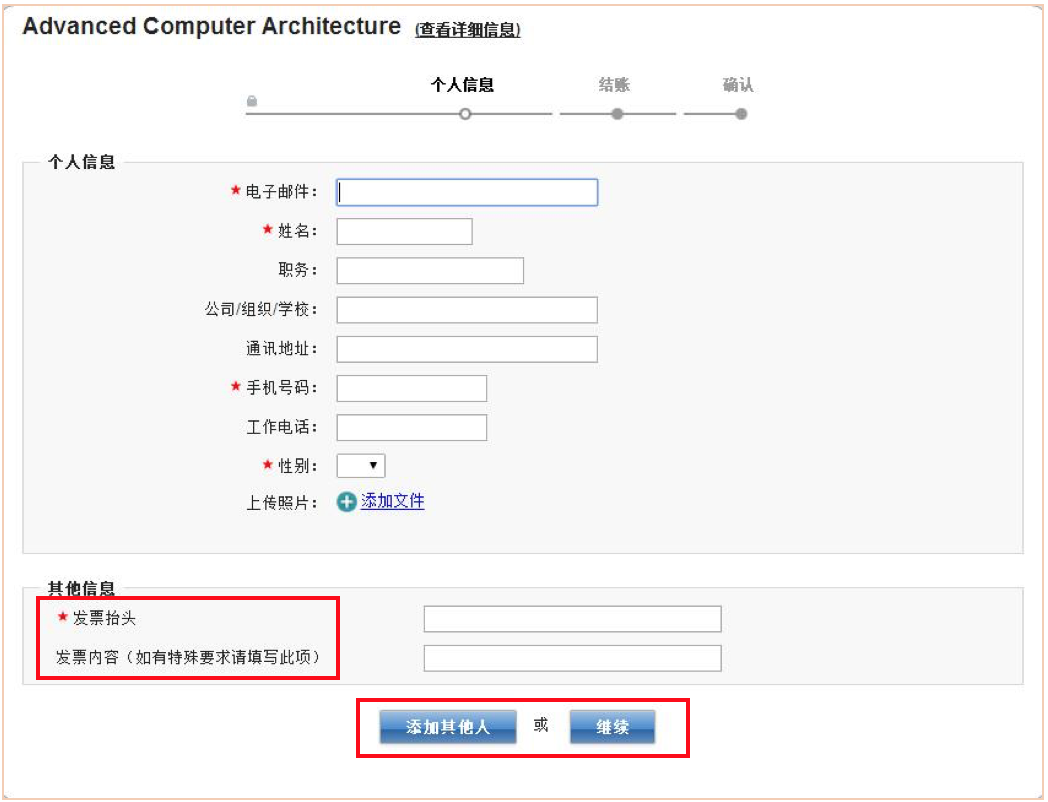 Advanced Computer Architecture (查看详细信息)
个人信息 结账 确认
个人信息
★ 电子邮件：
★ 姓名：
职务：
公司/组织/学校：
通讯地址：
★ 手机号码：
工作电话：
★ 性别：
上传照片： 添加文件
其他信息
★ 发票抬头
发票内容（如有特殊要求请填写此项）
添加其他人 或 继续